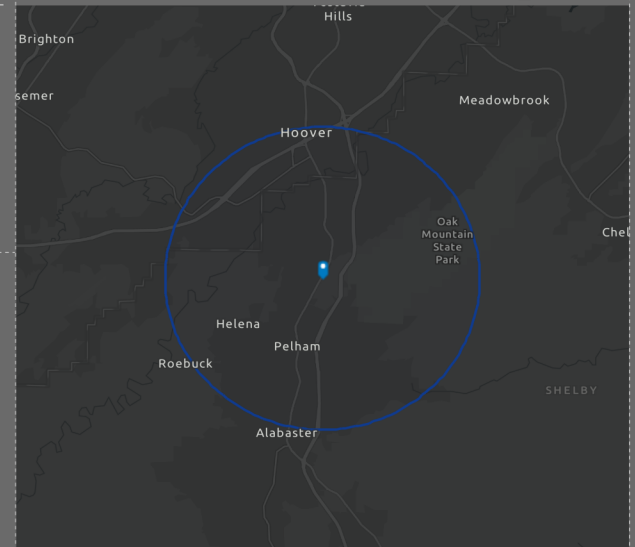 Hills
Brighton
semer
Meadowbrook
Hoover
Oak
Mountain
State
Park
Chel
Helena
Pelham
Roebuck
SHELBY
Alabaster